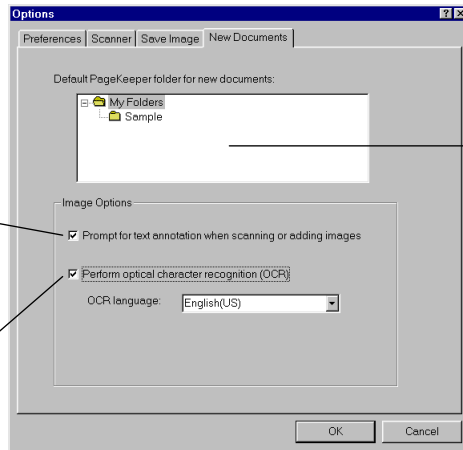 Options
Preferences Scanner Save Image New Documents
Default PageKeeper folder for new documents:
My Folders
Sample
Image Options
Prompt for text annotation when scanning or adding images
Perform optical character recognition (OCR)
OCR language: English(US)
OK Cancel